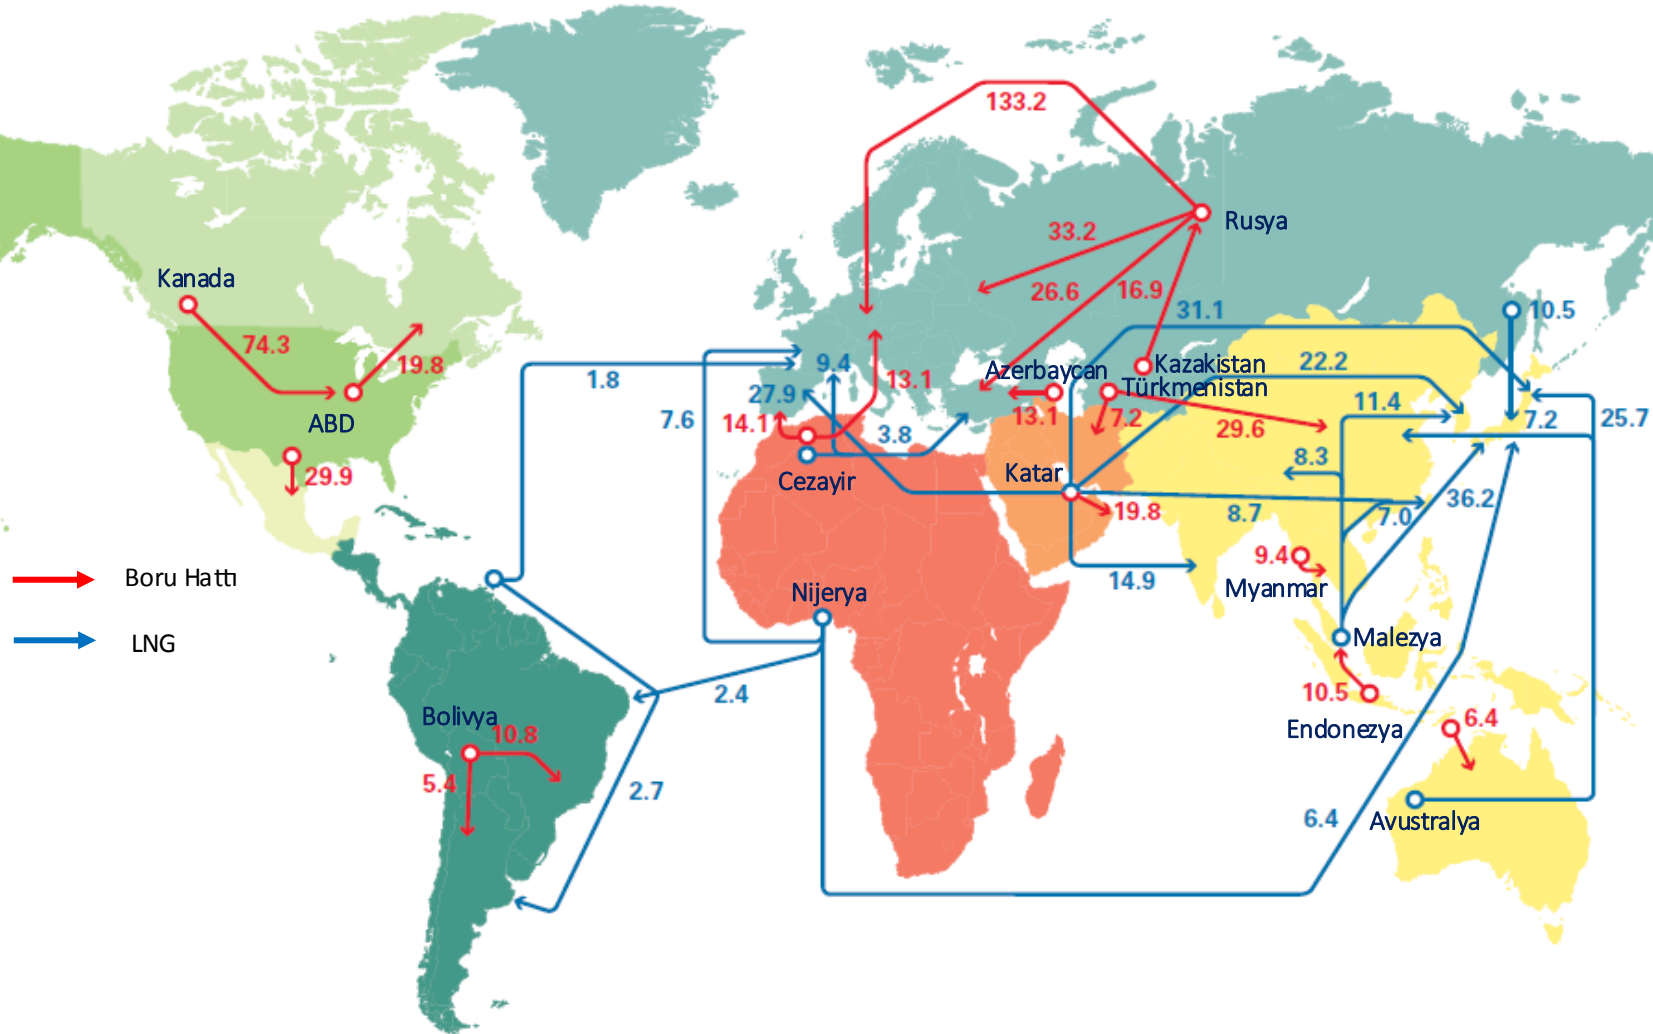 133.2
Rusya
33.2
26.6
16.9
Kanada
74.3
19.8
ABD
29.9
31.1
10.5
22.2
Kazakistan
Azerbaycan
Türkmenistan
13.1
7.2
29.6
11.4
7.2
25.7
1.8
9.4
27.9
13.1
14.1
7.6
3.8
Cezayir
Katar
19.8
8.3
8.7
7.0
36.2
14.9
9.4
Myanmar
Boru Hattı
LNG
Nijerya
Malezya
10.5
Endonezya
6.4
2.4
Bolivya
10.8
5.4
2.7
6.4
Avustralya